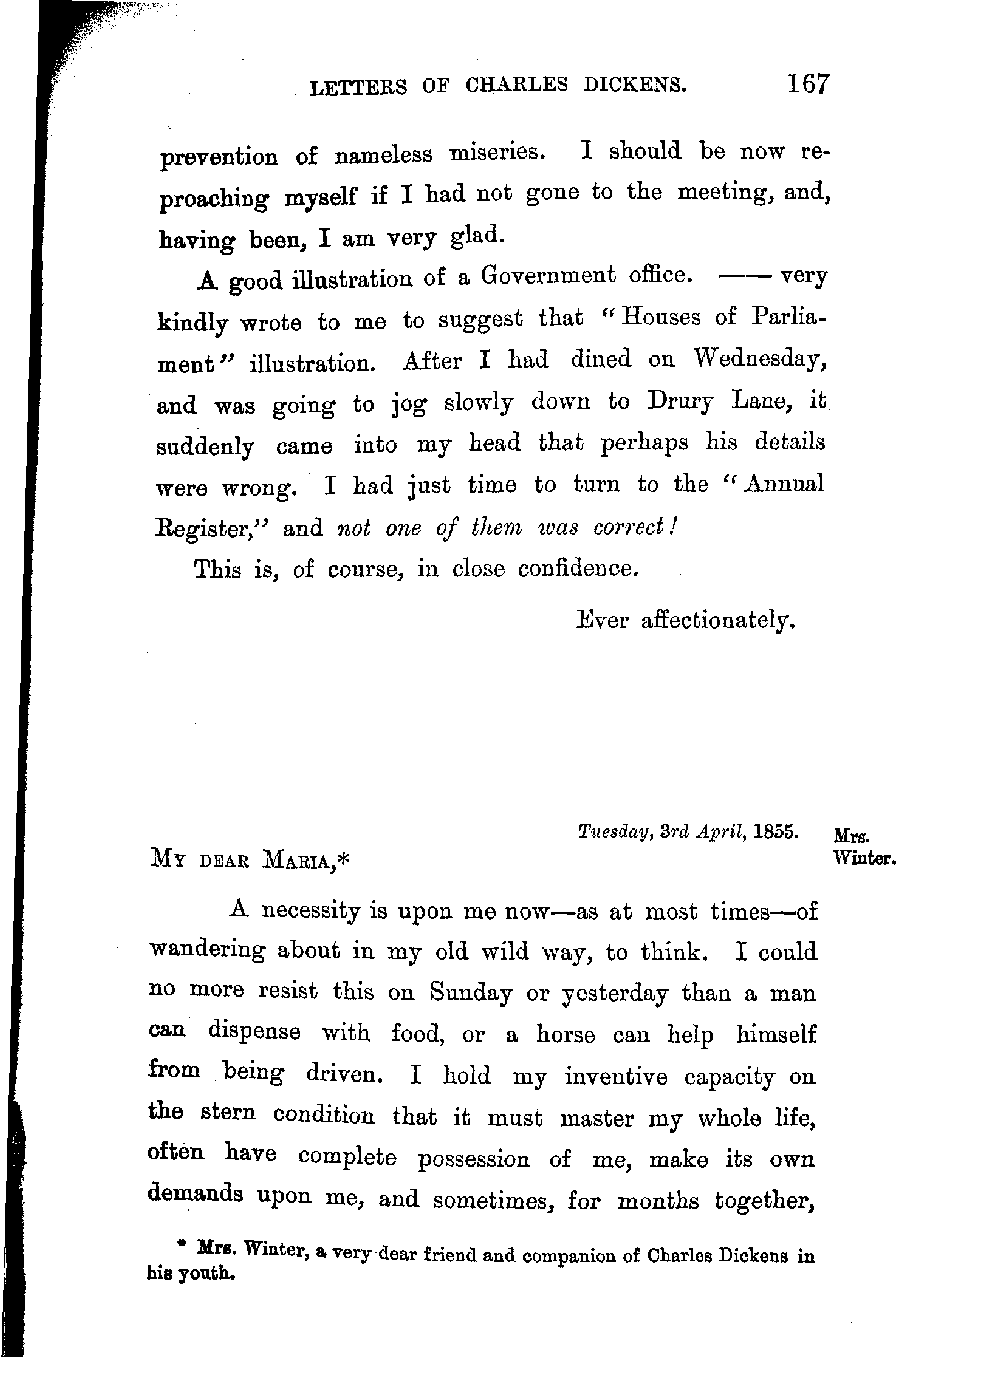 LETTERS OF CHARLES DICKENS. 167
prevention of nameless miseries. I should be now re-
proaching myself if I had not gone to the meeting, and,
having been, I am very glad.
A good illustration of a Government office. —— very
kindly wrote to me to suggest that "Houses of Parlia-
ment" illustration. After I had dined on Wednesday,
and was going to jog slowly down to Drury Lane, it
suddenly came into my head that perhaps his details
were wrong. I had just time to turn to the "Annual
Register," and not one of them was correct!
This is, of course, in close confidence.
Ever affectionately.
Tuesday, 3rd April, 1855.
Mrs.
Winter.
MY DEAR MARIA,*
A necessity is upon me now—as at most times—of
wandering about in my old wild way, to think. I could
no more resist this on Sunday or yesterday than a man
can dispense with food, or a horse can help himself
from being driven. I hold my inventive capacity on
the stern condition that it must master my whole life,
often have complete possession of me, make its own
demands upon me, and sometimes, for months together,
* Mrs. Winter, a very dear friend and companion of Charles Dickens in
his youth.